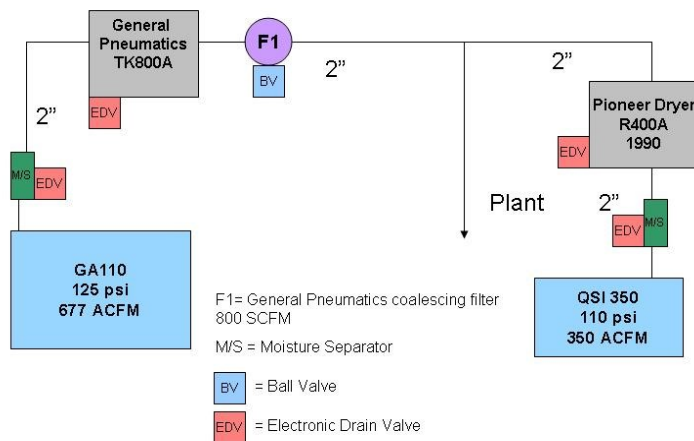 General
Pneumatics
TK800A
F1
BV
2”
2”
EDV
2”
Pioneer Dryer
R400A
1990
EDV
M/S
EDV
Plant
2”
EDV
M/S
GA110
125 psi
677 ACFM
QSI 350
110 psi
350 ACFM
F1= General Pneumatics coalescing filter
800 SCFM
M/S = Moisture Separator
BV = Ball Valve
EDV = Electronic Drain Valve